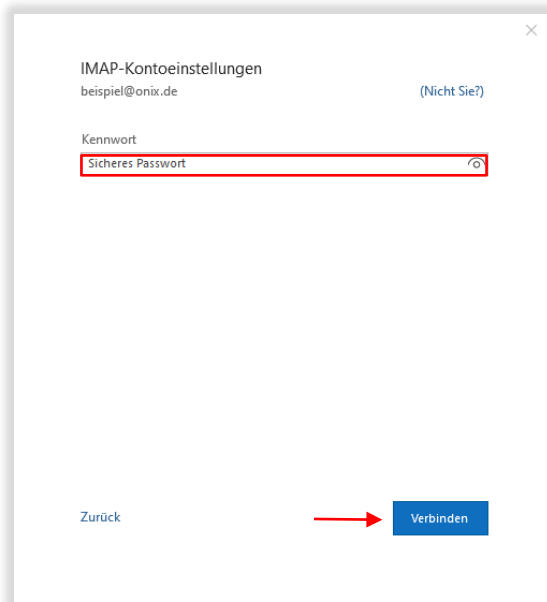 IMAP-Kontoeinstellungen
beispiel@onix.de (Nicht Sie?)
Kennwort
Sicheres Passwort
Zurück Verbinden